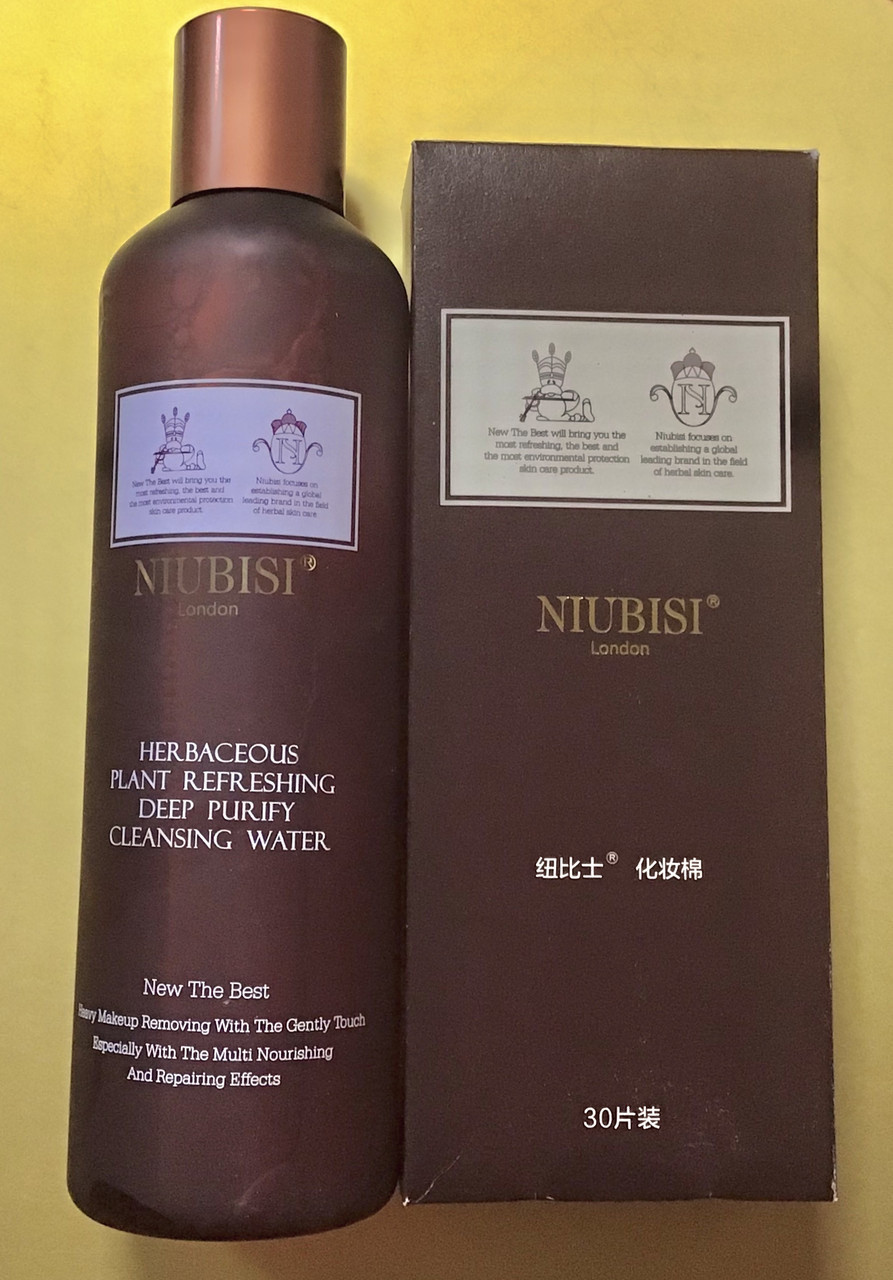 New The Best will bring you the
most refreshing, the best and
the most environmental protection
skin care product.
N
Niubisi focuses on
establishing a global
leading brand in the field
of herbal skin care.
NIUBISI®
London
HERBACEOUS
PLANT REFRESHING
DEEP PURIFY
CLEANSING WATER
New The Best
Heavy Makeup Removing With The Gently Touch
Especially With The Multi Nourishing
And Repairing Effects
New The Best will bring you the
most refreshing, the best and
the most environmental protection
skin care product.
N
Niubisi focuses on
establishing a global
leading brand in the field
of herbal skin care.
NIUBISI®
London
纽比士® 化妆棉
30片装